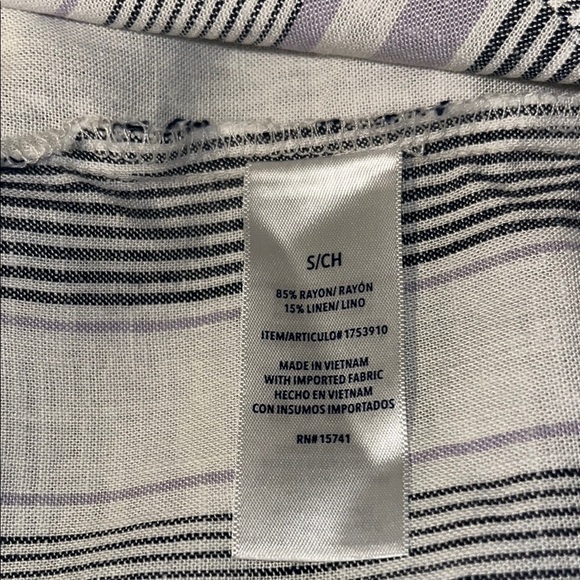 S/CH
85% RAYON/ RAYÓN
15% LINEN/ LINO
ITEM/ARTICULO#1753910
MADE IN VIETNAM
WITH IMPORTED FABRIC
HECHO EN VIETNAM
CON INSUMOS IMPORTADOS
RN# 15741